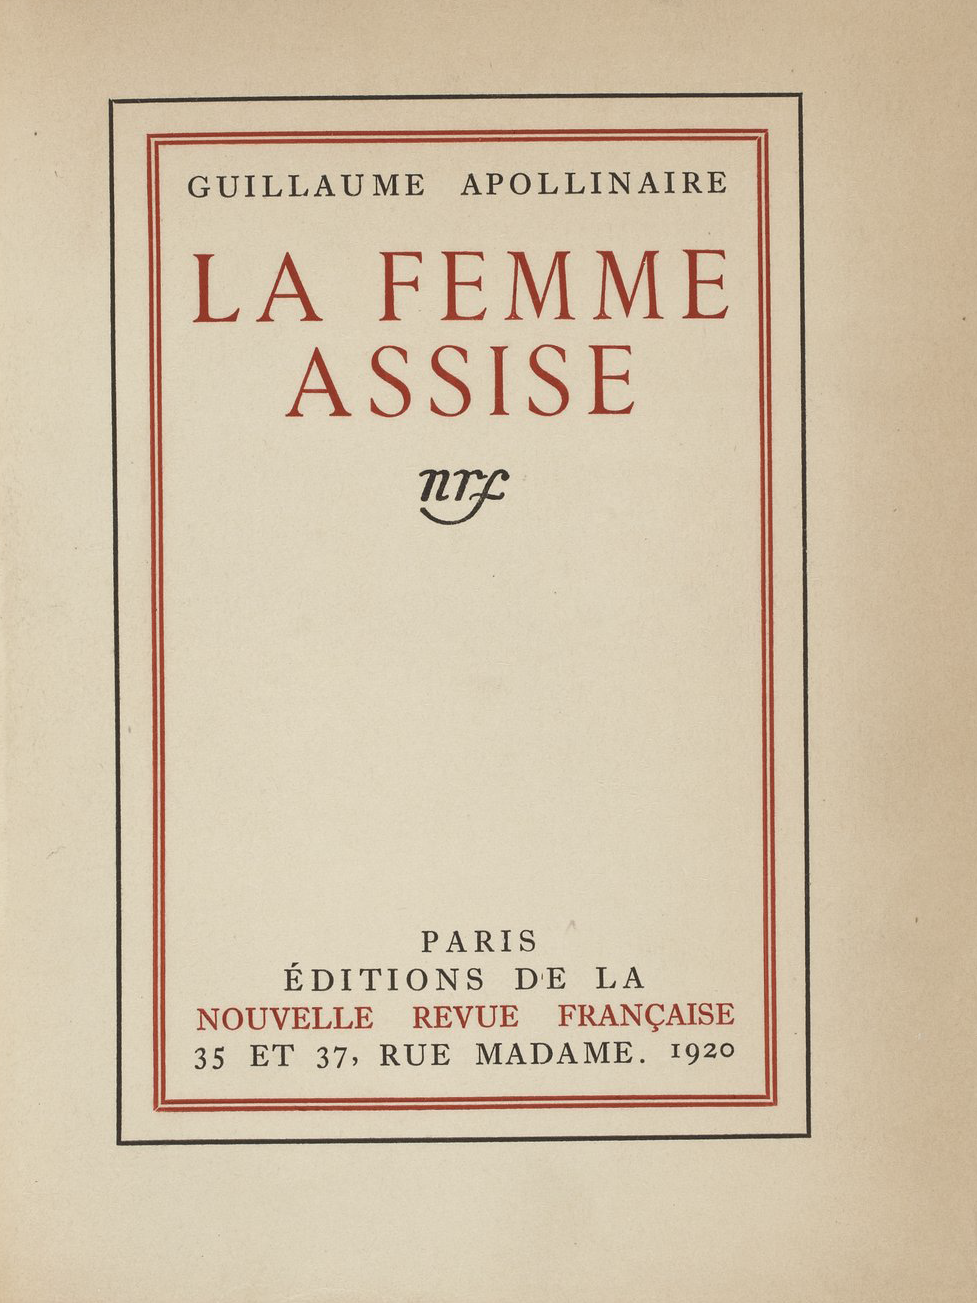 GUILLAUME APOLLINAIRE
LA FEMME
ASSISE
nrf
PARIS
ÉDITIONS DE LA
NOUVELLE REVUE FRANÇAISE
35 ET 37, RUE MADAME. 1920